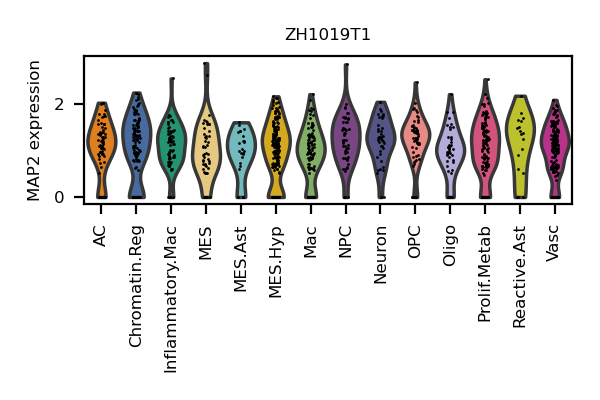 ZH1019T1
MAP2 expression
2
0
AC
Chromatin.Reg
Inflammatory.Mac
MES
MES.Ast
MES.Hyp
Mac
NPC
Neuron
OPC
Oligo
Prolif.Metab
Reactive.Ast
Vasc